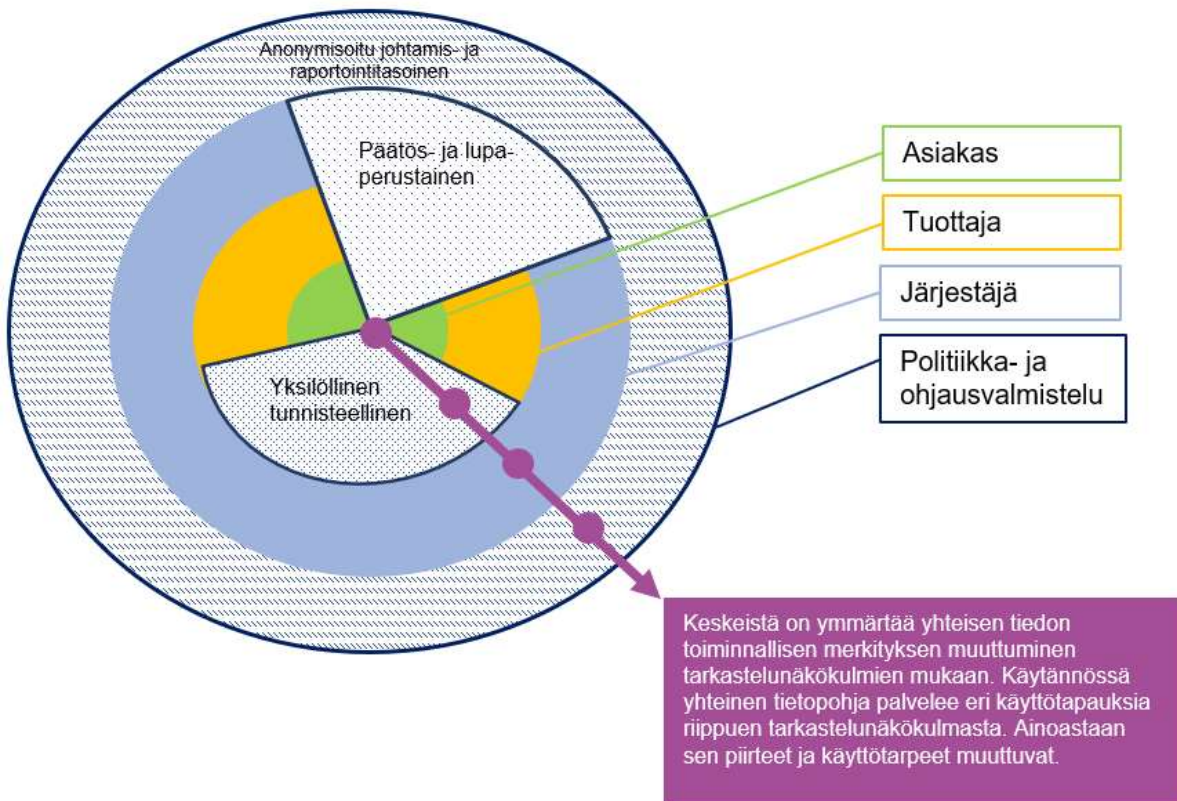 Anonymisoitu johtamis- ja
raportointitasoinen
Päätös- ja lupa-
perustainen
Yksilöllinen
tunnisteellinen
Asiakas
Tuottaja
Järjestäjä
Politiikka- ja
ohjausvalmistelu
Keskeistä on ymmärtää yhteisen tiedon
toiminnallisen merkityksen muuttuminen
tarkastelunäkökulmien mukaan. Käytännössä
yhteinen tietopohja palvelee eri käyttötapauksia
riippuen tarkastelunäkökulmasta. Ainoastaan
sen piirteet ja käyttötarpeet muuttuvat.